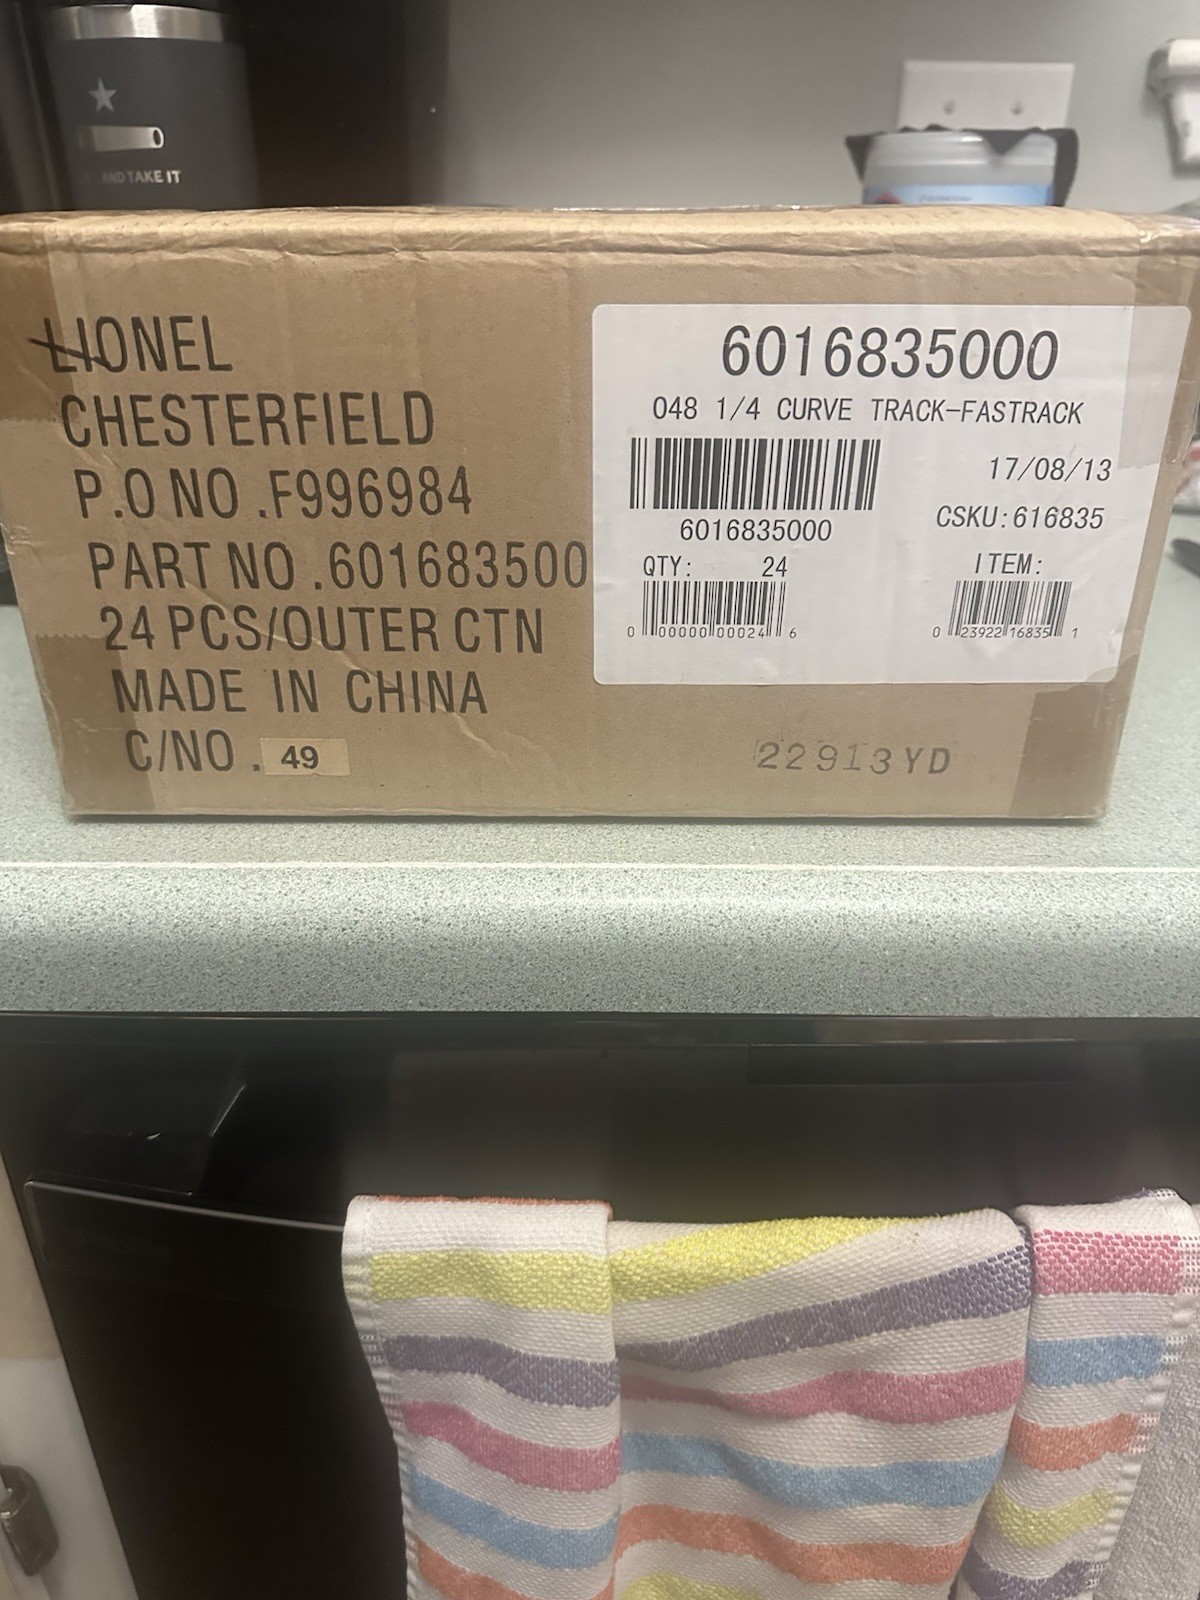 AND TAKE IT
LIONEL
CHESTERFIELD
P.O NO .F996984
PART NO .601683500
24 PCS/OUTER CTN
MADE IN CHINA
C/NO . 49
6016835000
048 1/4 CURVE TRACK-FASTRACK
17/08/13
6016835000
CSKU:616835
QTY: 24
ITEM:
0 00000 00024 6
0 23922 16835 1
22913YD